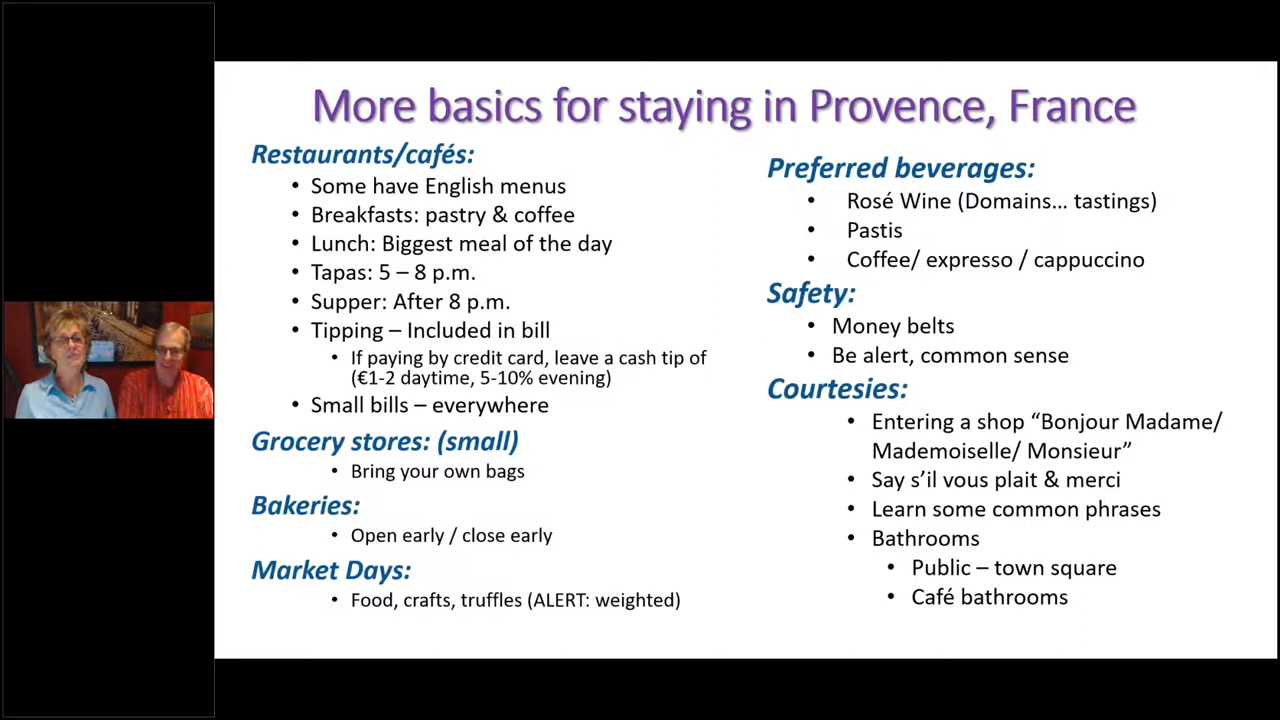 More basics for staying in Provence, France
Restaurants/cafés:
• Some have English menus
• Breakfasts: pastry & coffee
• Lunch: Biggest meal of the day
• Tapas: 5 – 8 p.m.
• Supper: After 8 p.m.
• Tipping – Included in bill
• If paying by credit card, leave a cash tip of
(€1-2 daytime, 5-10% evening)
• Small bills – everywhere
Grocery stores: (small)
• Bring your own bags
Bakeries:
• Open early / close early
Market Days:
• Food, crafts, truffles (ALERT: weighted)
Preferred beverages:
• Rosé Wine (Domains… tastings)
• Pastis
• Coffee/ expresso / cappuccino
Safety:
• Money belts
• Be alert, common sense
Courtesies:
• Entering a shop “Bonjour Madame/
Mademoiselle/ Monsieur”
• Say s’il vous plait & merci
• Learn some common phrases
• Bathrooms
• Public – town square
• Café bathrooms